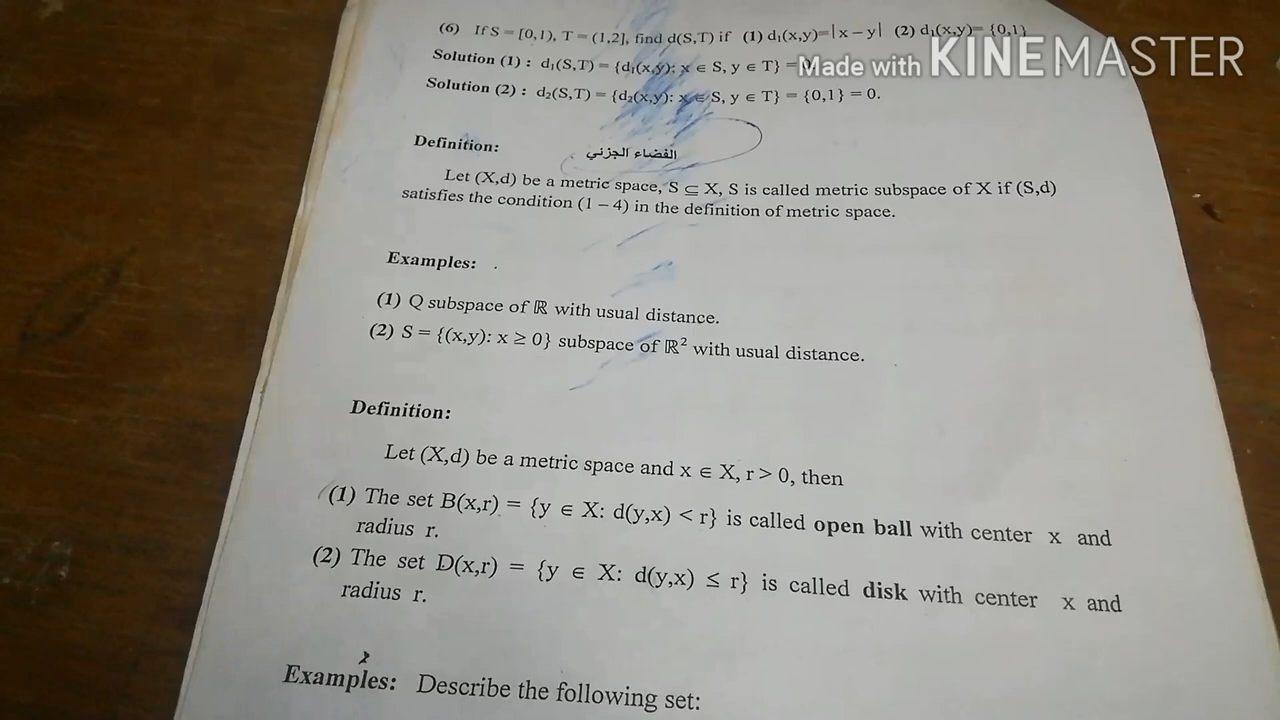 (6) If S = [0,1), T = (1,2], find d(S,T) if (1) d₁(x,y)=|x – y| (2) d₁(x,y)= {0,1}
Solution (1) : d₁(S,T) = {d₁(x,y): x ∈ S, y ∈ T} =
Made with KINEMASTER
Solution (2) : d₂(S,T) = {d₂(x,y): x ∈ S, y ∈ T} = {0,1} = 0.
Definition: الفضاء الجزئي
Let (X,d) be a metric space, S ⊆ X, S is called metric subspace of X if (S,d)
satisfies the condition (1 – 4) in the definition of metric space.
Examples: .
(1) Q subspace of ℝ with usual distance.
(2) S = {(x,y): x ≥ 0} subspace of ℝ² with usual distance.
Definition:
Let (X,d) be a metric space and x ∈ X, r > 0, then
(1) The set B(x,r) = {y ∈ X: d(y,x) < r} is called open ball with center x and
radius r.
(2) The set D(x,r) = {y ∈ X: d(y,x) ≤ r} is called disk with center x and
radius r.
Examples: Describe the following set: